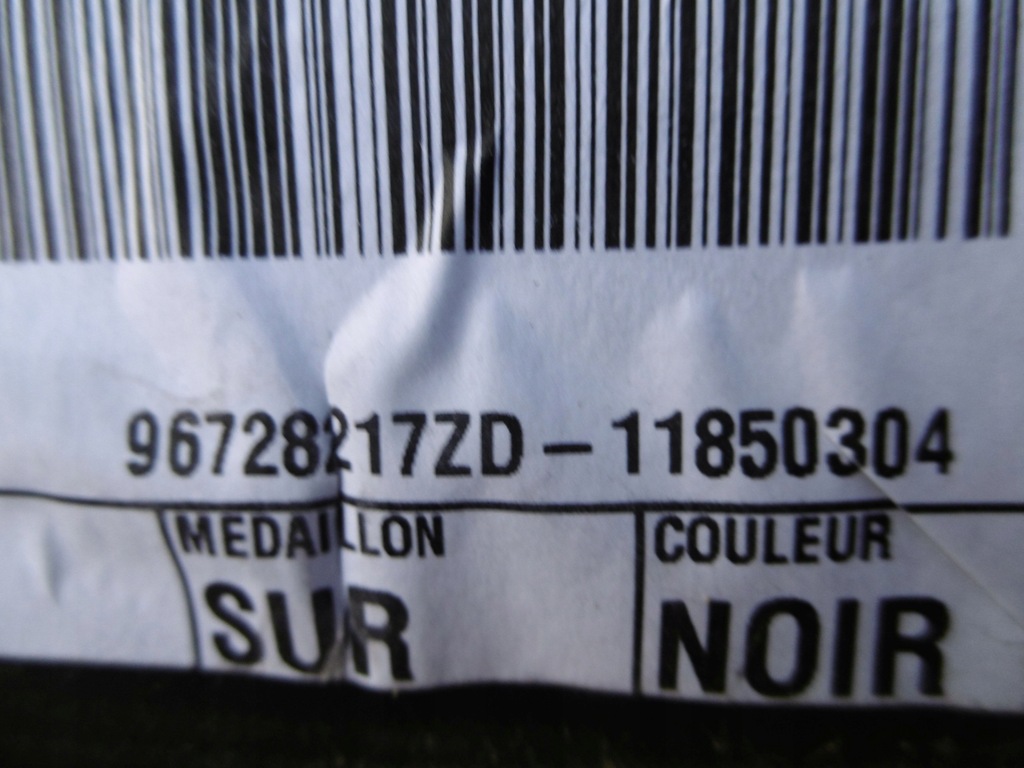 96728217ZD-11850304
MEDAILLON
COULEUR
SUR
NOIR